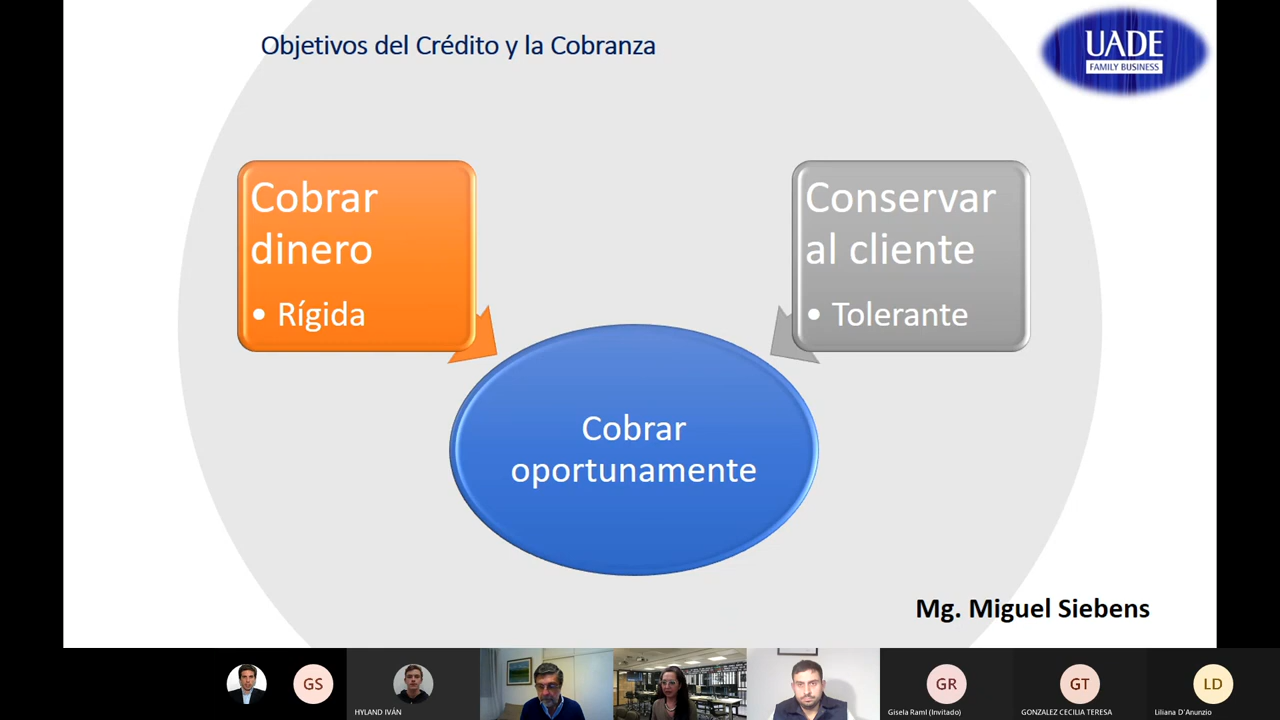 Objetivos del Crédito y la Cobranza
UADE
FAMILY BUSINESS
Cobrar
dinero
• Rígida
Conservar
al cliente
• Tolerante
Cobrar
oportunamente
Mg. Miguel Siebens
GS
HYLAND IVÁN
GR
Gisela Raml (Invitado)
GT
GONZALEZ CECILIA TERESA
LD
Liliana D'Anunzio